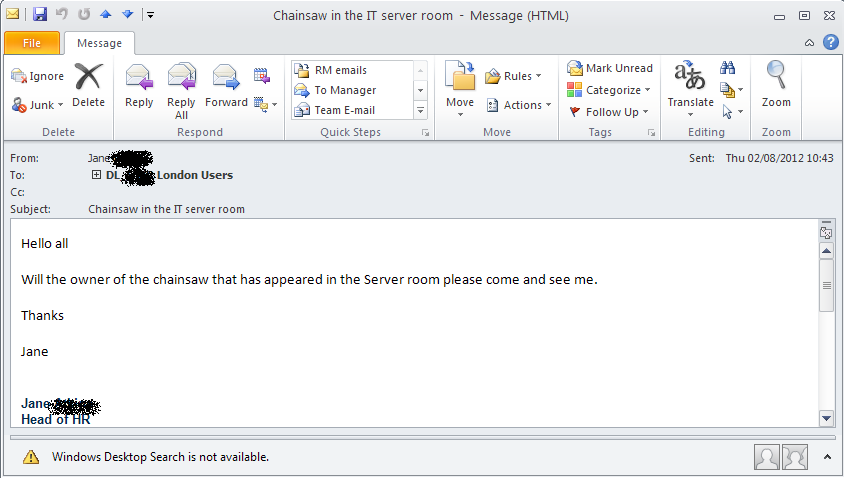 Chainsaw in the IT server room - Message (HTML)
File Message
Ignore
Junk
Delete
Reply
Reply All
Forward
RM emails
To Manager
Team E-mail
Move
Rules
Actions
Mark Unread
Categorize
Follow Up
Translate
Zoom
Delete Respond Quick Steps Move Tags Editing Zoom
From: Jane Sent: Thu 02/08/2012 10:43
To: DL London Users
Cc:
Subject: Chainsaw in the IT server room
Hello all
Will the owner of the chainsaw that has appeared in the Server room please come and see me.
Thanks
Jane
Jane
Head of HR
Windows Desktop Search is not available.